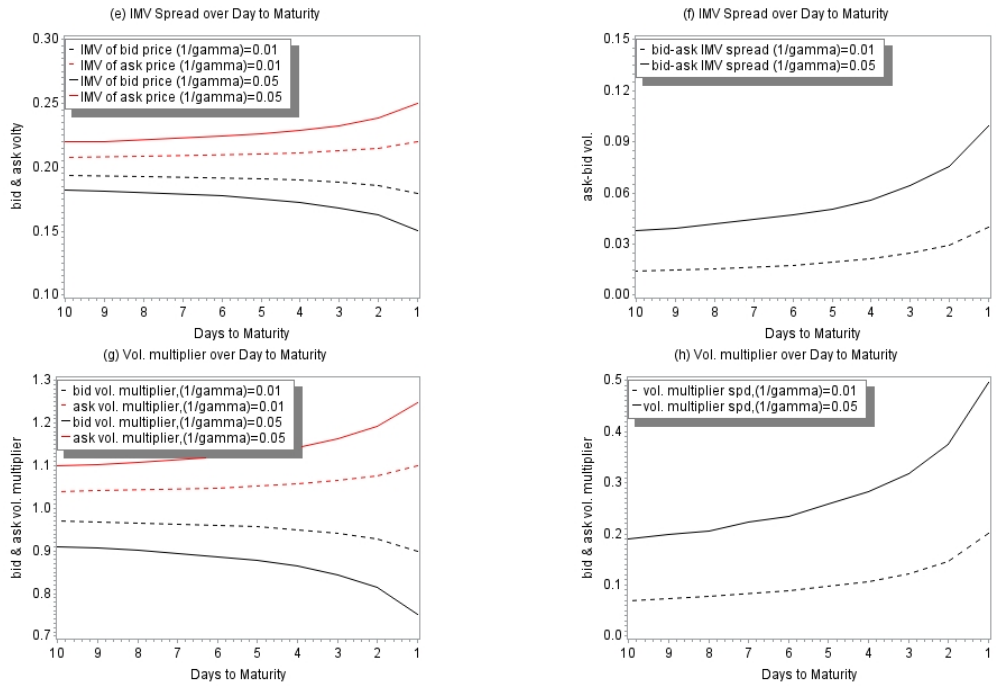 (e) IMV Spread over Day to Maturity
0.30
0.25
0.20
0.15
0.10
bid & ask volty
IMV of bid price (1/gamma)=0.01
IMV of ask price (1/gamma)=0.01
IMV of bid price (1/gamma)=0.05
IMV of ask price (1/gamma)=0.05
10 9 8 7 6 5 4 3 2 1
Days to Maturity
(f) IMV Spread over Day to Maturity
0.15
0.12
0.09
0.06
0.03
0.00
ask-bid vol.
bid-ask IMV spread (1/gamma)=0.01
bid-ask IMV spread (1/gamma)=0.05
10 9 8 7 6 5 4 3 2 1
Days to Maturity
(g) Vol. multiplier over Day to Maturity
1.3
1.2
1.1
1.0
0.9
0.8
0.7
bid & ask vol. multiplier
bid vol. multiplier,(1/gamma)=0.01
ask vol. multiplier,(1/gamma)=0.01
bid vol. multiplier,(1/gamma)=0.05
ask vol. multiplier,(1/gamma)=0.05
10 9 8 7 6 5 4 3 2 1
Days to Maturity
(h) Vol. multiplier over Day to Maturity
0.5
0.4
0.3
0.2
0.1
0.0
bid & ask vol. multiplier
vol. multiplier spd,(1/gamma)=0.01
vol. multiplier spd,(1/gamma)=0.05
10 9 8 7 6 5 4 3 2 1
Days to Maturity